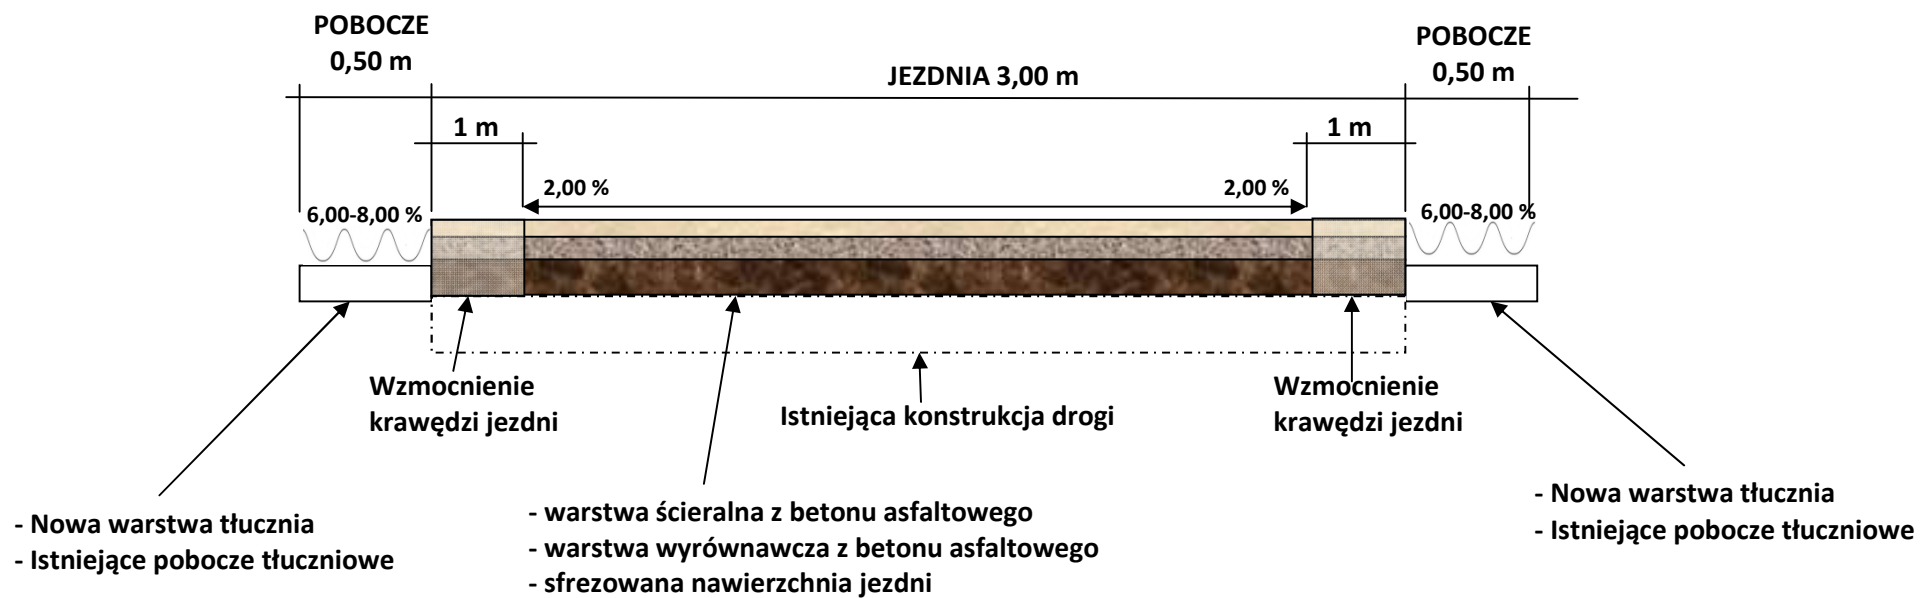 POBOCZE
0,50 m
JEZDNIA 3,00 m
POBOCZE
0,50 m
1 m
1 m
2,00 %
2,00 %
6,00-8,00 %
6,00-8,00 %
Wzmocnienie
krawędzi jezdni
Istniejąca konstrukcja drogi
Wzmocnienie
krawędzi jezdni
- Nowa warstwa tłucznia
- Istniejące pobocze tłuczniowe
- warstwa ścieralna z betonu asfaltowego
- warstwa wyrównawcza z betonu asfaltowego
- sfrezowana nawierzchnia jezdni
- Nowa warstwa tłucznia
- Istniejące pobocze tłuczniowe